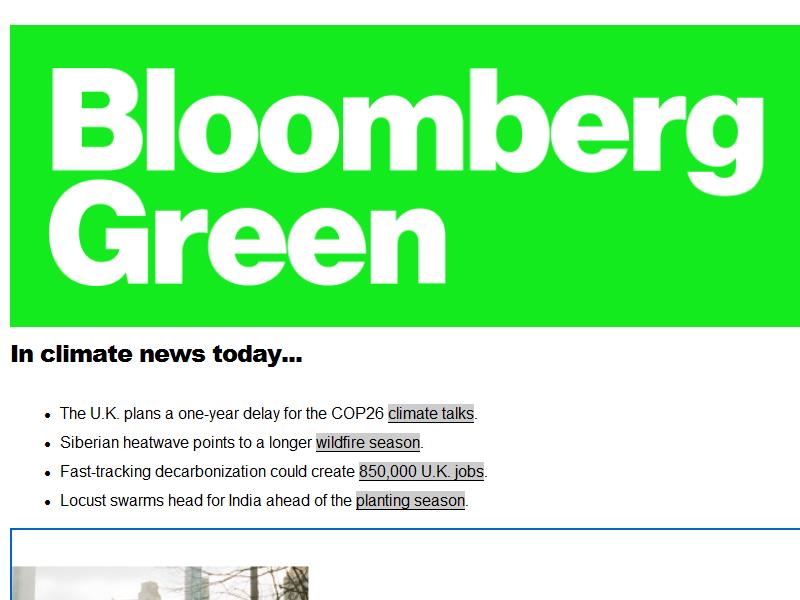 Bloomberg
Green
In climate news today...
The U.K. plans a one-year delay for the COP26 climate talks.
Siberian heatwave points to a longer wildfire season.
Fast-tracking decarbonization could create 850,000 U.K. jobs.
Locust swarms head for India ahead of the planting season.